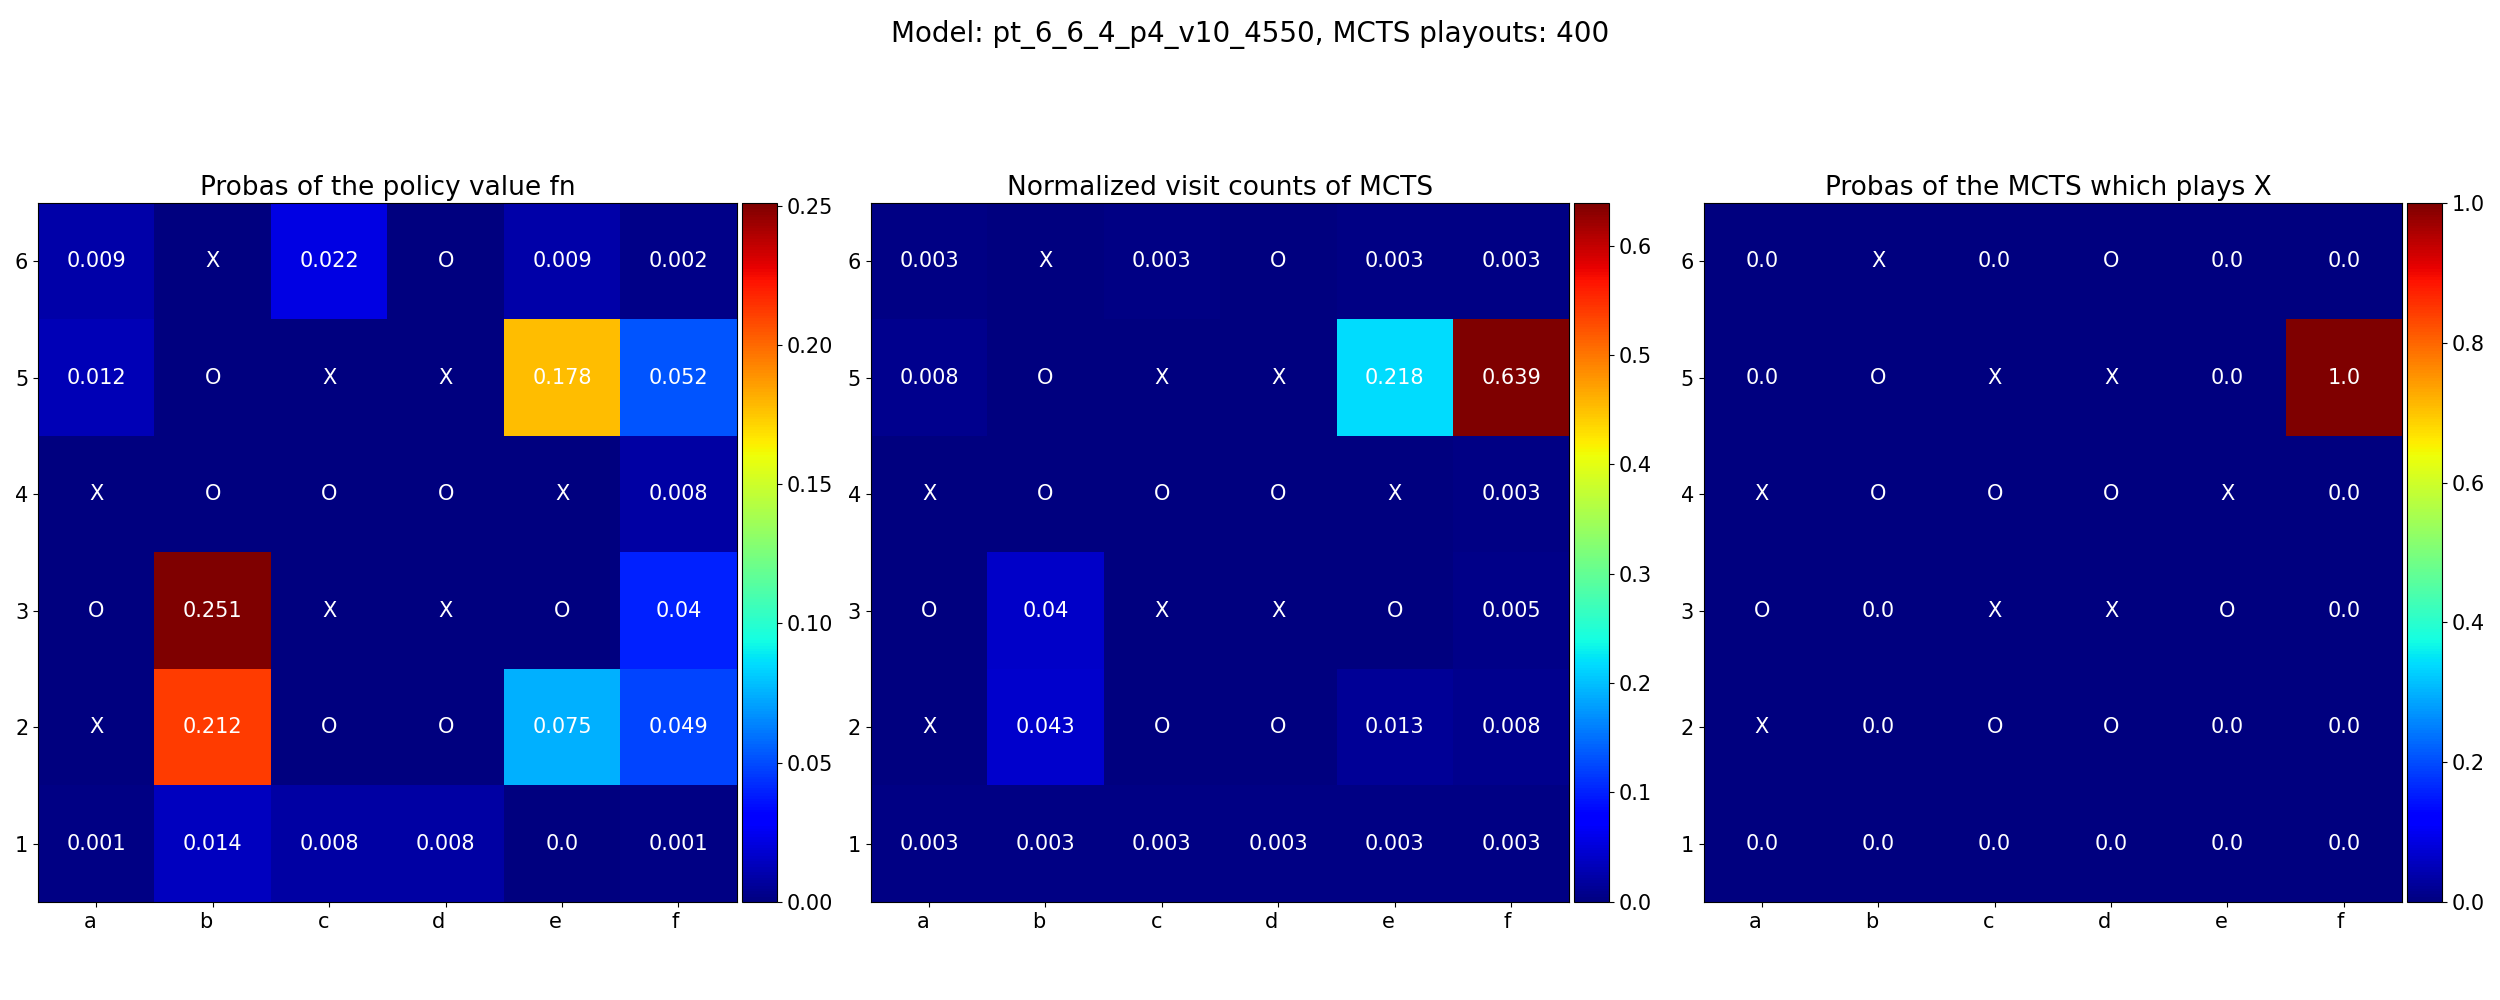 Model: pt_6_6_4_p4_v10_4550, MCTS playouts: 400
Probas of the policy value fn
6 0.009 X 0.022 O 0.009 0.002
5 0.012 O X X 0.178 0.052
4 X O O O X 0.008
3 O 0.251 X X O 0.04
2 X 0.212 O O 0.075 0.049
1 0.001 0.014 0.008 0.008 0.0 0.001
a b c d e f
0.25
0.20
0.15
0.10
0.05
0.00
Normalized visit counts of MCTS
6 0.003 X 0.003 O 0.003 0.003
5 0.008 O X X 0.218 0.639
4 X O O O X 0.003
3 O 0.04 X X O 0.005
2 X 0.043 O O 0.013 0.008
1 0.003 0.003 0.003 0.003 0.003 0.003
a b c d e f
0.6
0.5
0.4
0.3
0.2
0.1
0.0
Probas of the MCTS which plays X
6 0.0 X 0.0 O 0.0 0.0
5 0.0 O X X 0.0 1.0
4 X O O O X 0.0
3 O 0.0 X X O 0.0
2 X 0.0 O O 0.0 0.0
1 0.0 0.0 0.0 0.0 0.0 0.0
a b c d e f
1.0
0.8
0.6
0.4
0.2
0.0